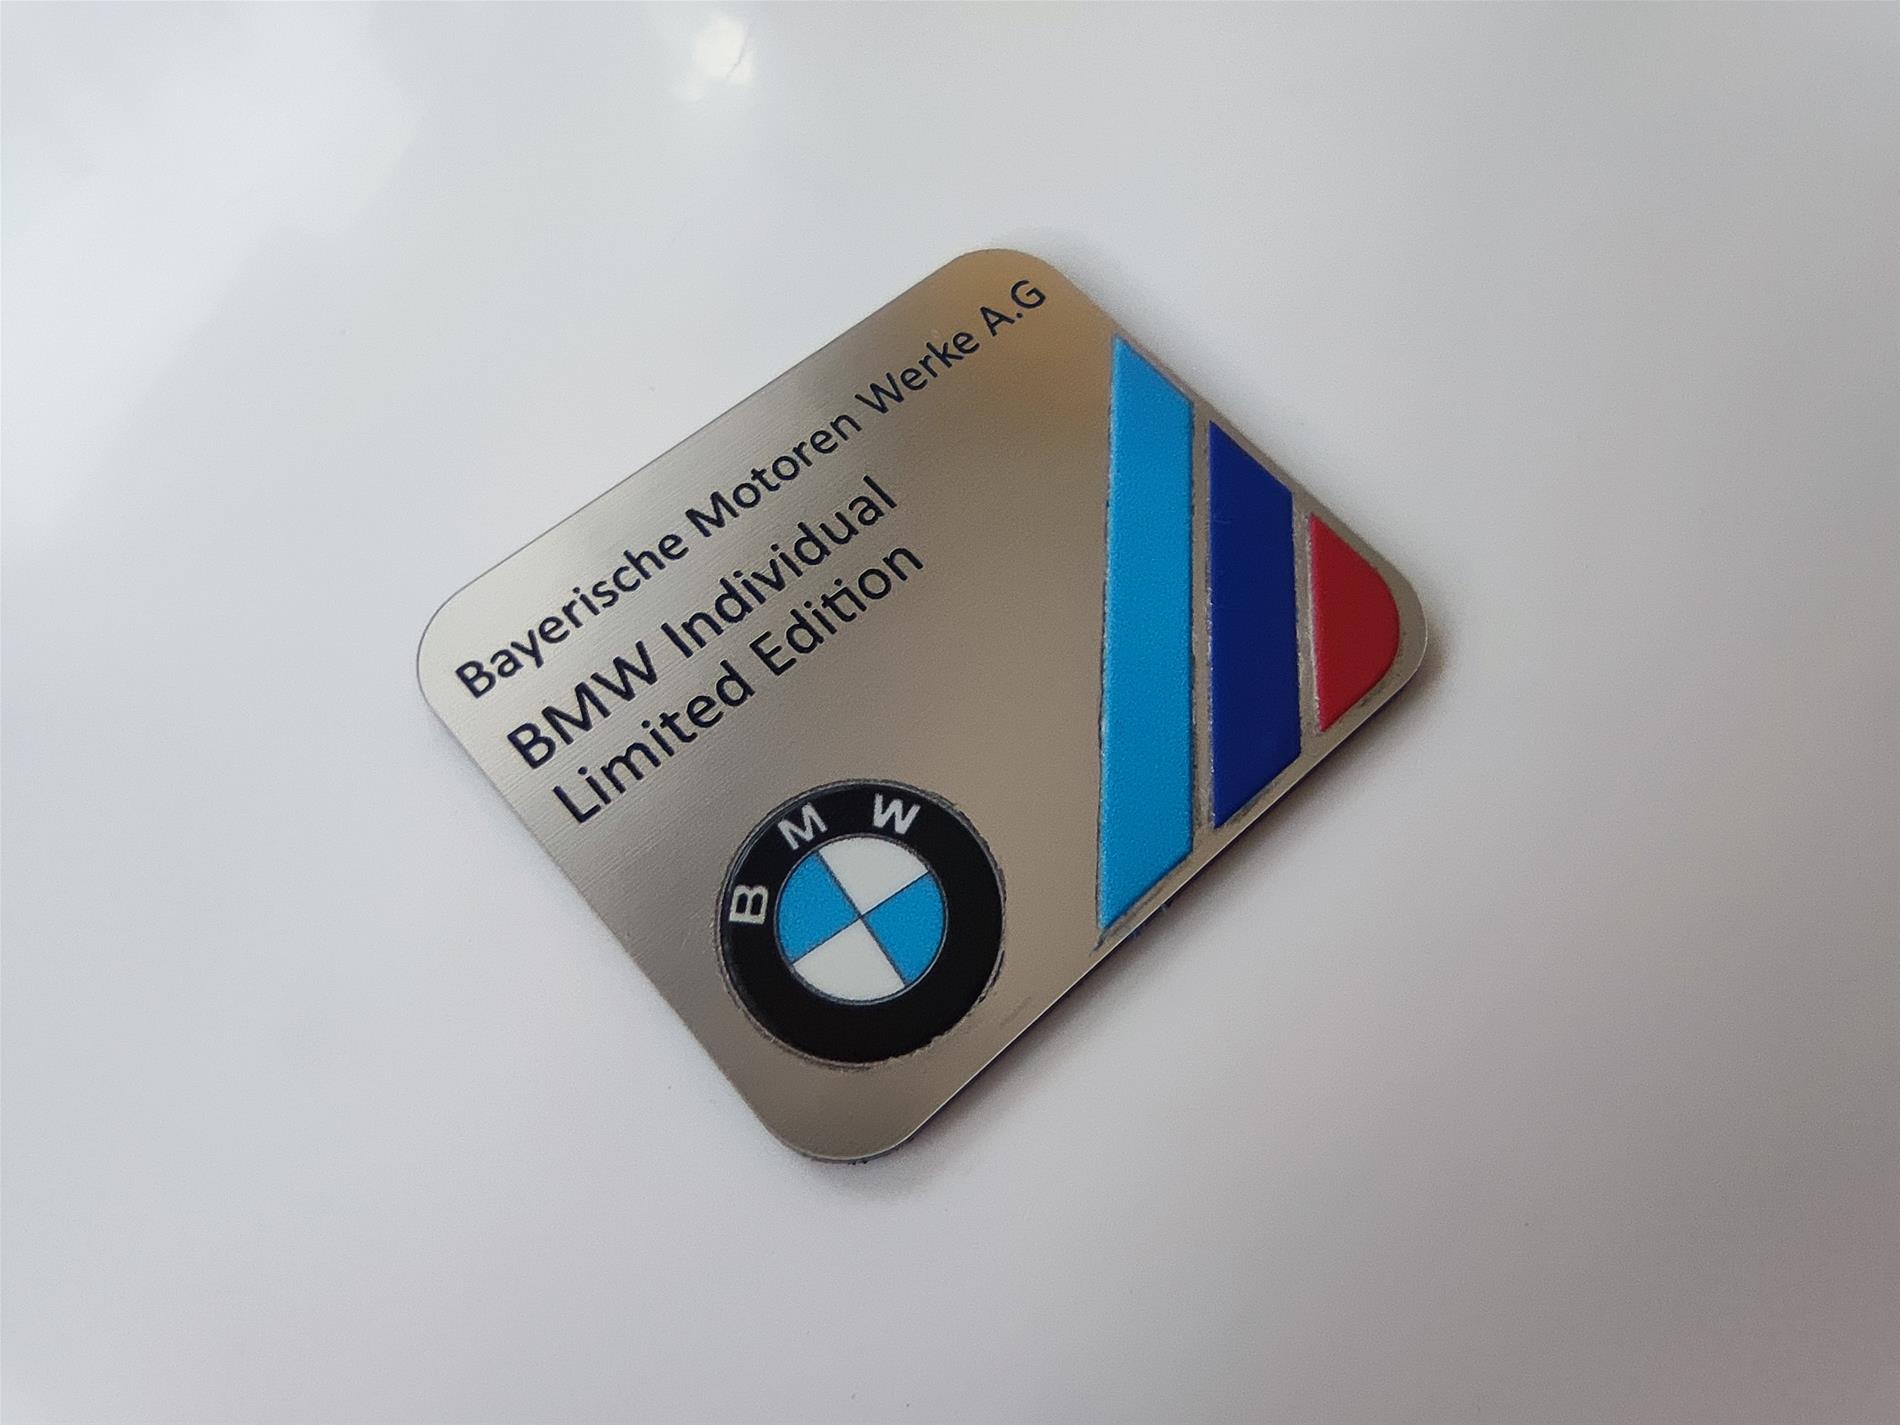 Bayerische Motoren Werke A.G
BMW Individual
Limited Edition
BMW